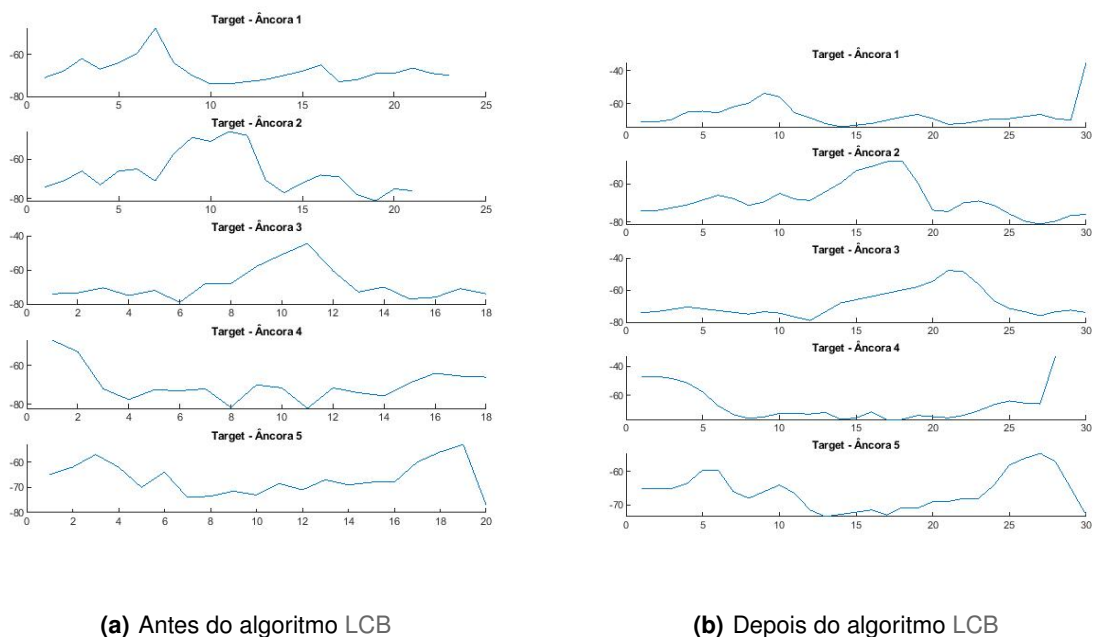 Target - Âncora 1
-60
-80
0 5 10 15 20 25
Target - Âncora 2
-60
-80
0 5 10 15 20 25
Target - Âncora 3
-40
-60
-80
0 2 4 6 8 10 12 14 16 18
Target - Âncora 4
-60
-80
0 2 4 6 8 10 12 14 16 18
Target - Âncora 5
-60
-70
-80
0 2 4 6 8 10 12 14 16 18 20
(a) Antes do algoritmo LCB
Target - Âncora 1
-40
-60
0 5 10 15 20 25 30
Target - Âncora 2
-60
-80
0 5 10 15 20 25 30
Target - Âncora 3
-60
-80
0 5 10 15 20 25 30
Target - Âncora 4
-40
-60
0 5 10 15 20 25 30
Target - Âncora 5
-60
-70
0 5 10 15 20 25 30
(b) Depois do algoritmo LCB